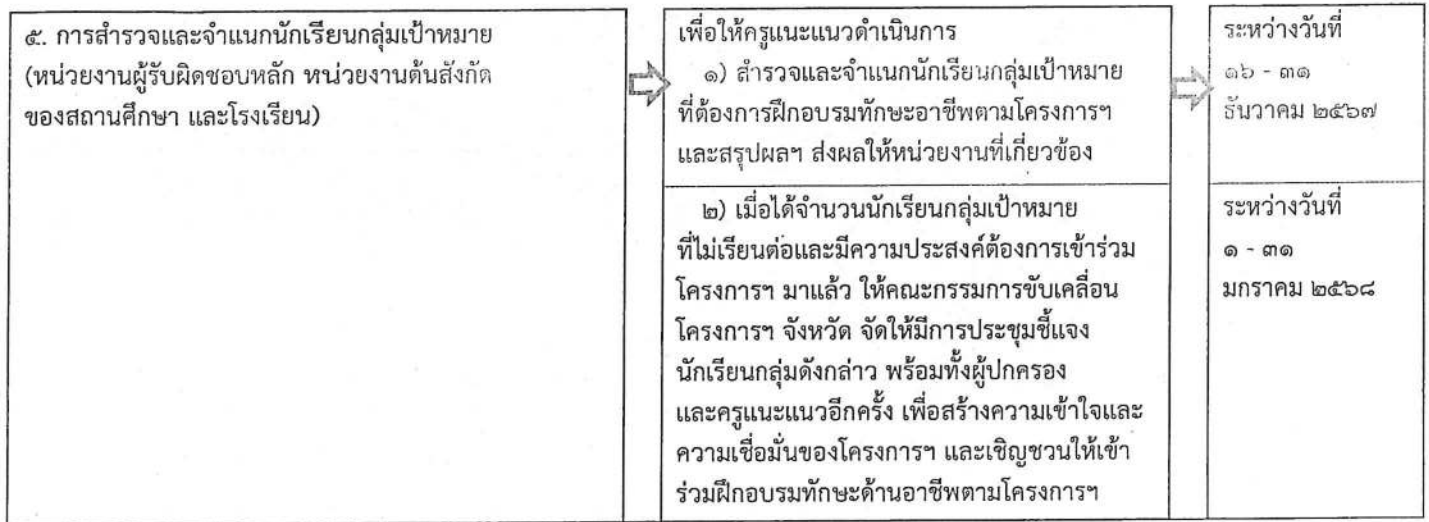 ๕. การสำรวจและจำแนกนักเรียนกลุ่มเป้าหมาย
(หน่วยงานผู้รับผิดชอบหลัก หน่วยงานต้นสังกัด
ของสถานศึกษา และโรงเรียน)
เพื่อให้ครูแนะแนวดำเนินการ
๑) สำรวจและจำแนกนักเรียนกลุ่มเป้าหมาย
ที่ต้องการฝึกอบรมทักษะอาชีพตามโครงการฯ
และสรุปผลฯ ส่งผลให้หน่วยงานที่เกี่ยวข้อง
ระหว่างวันที่
๑๖ - ๓๑
ธันวาคม ๒๕๖๗
๒) เมื่อได้จำนวนนักเรียนกลุ่มเป้าหมาย
ที่ไม่เรียนต่อและมีความประสงค์ต้องการเข้าร่วม
โครงการฯ มาแล้ว ให้คณะกรรมการขับเคลื่อน
โครงการฯ จังหวัด จัดให้มีการประชุมชี้แจง
นักเรียนกลุ่มดังกล่าว พร้อมทั้งผู้ปกครอง
และครูแนะแนวอีกครั้ง เพื่อสร้างความเข้าใจและ
ความเชื่อมั่นของโครงการฯ และเชิญชวนให้เข้า
ร่วมฝึกอบรมทักษะด้านอาชีพตามโครงการฯ
ระหว่างวันที่
๑ - ๓๑
มกราคม ๒๕๖๘